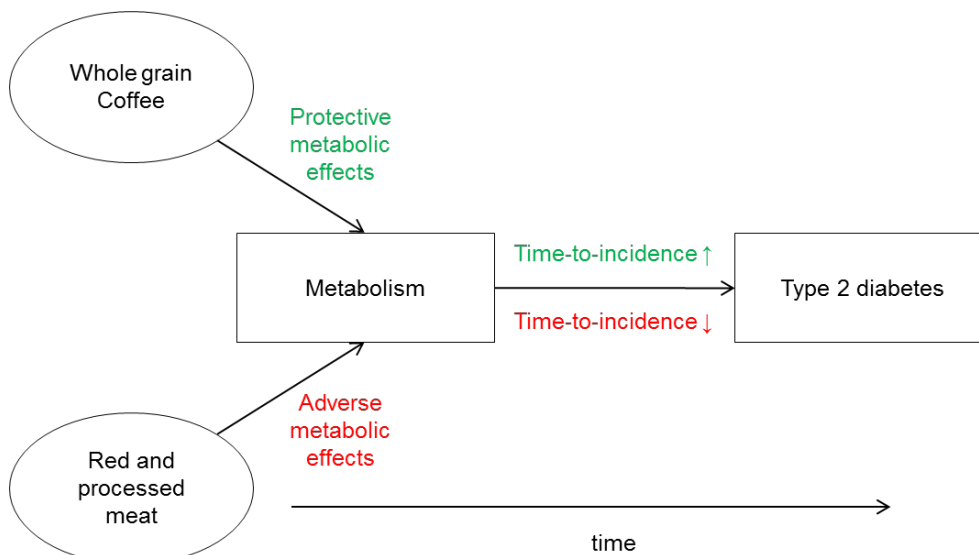 Whole grain
Coffee
Protective
metabolic
effects
Metabolism
Time-to-incidence ↑
Time-to-incidence ↓
Type 2 diabetes
Adverse
metabolic
effects
Red and
processed
meat
time